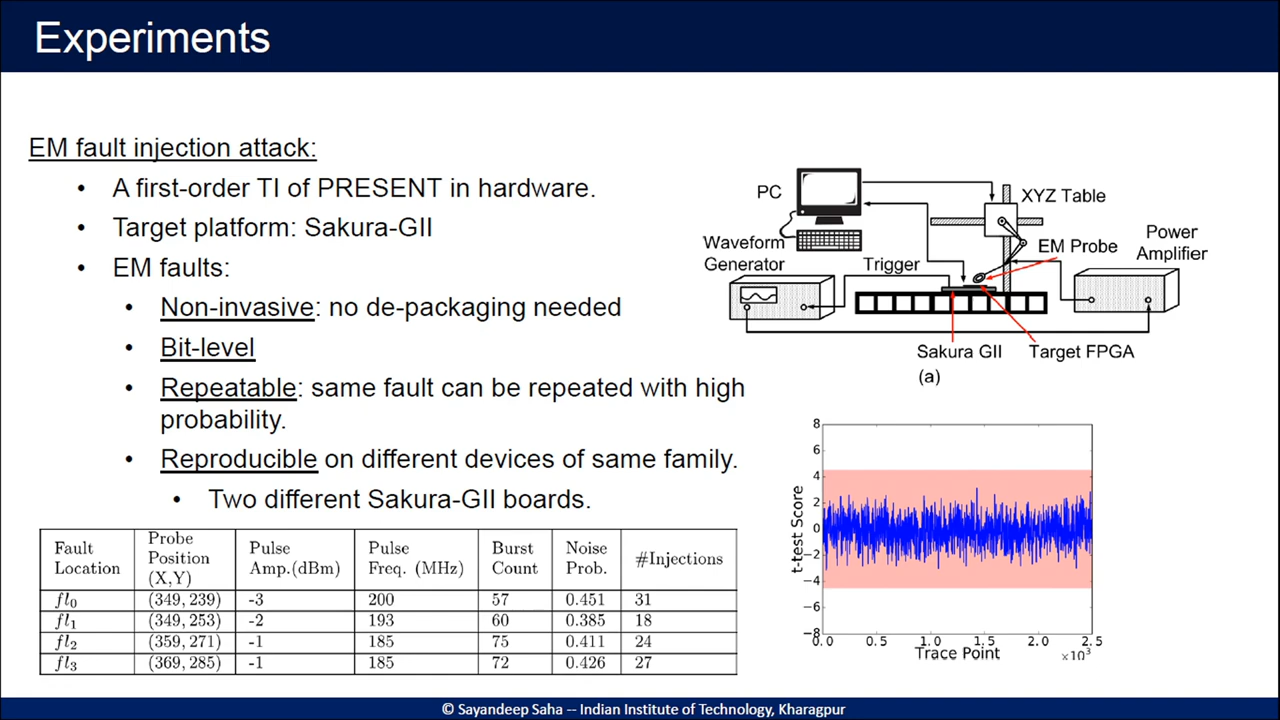 Experiments
EM fault injection attack:
• A first-order TI of PRESENT in hardware.
• Target platform: Sakura-GII
• EM faults:
• Non-invasive: no de-packaging needed
• Bit-level
• Repeatable: same fault can be repeated with high
probability.
• Reproducible on different devices of same family.
• Two different Sakura-GII boards.
PC
XYZ Table
Waveform
Generator
Trigger
EM Probe
Power
Amplifier
Sakura GII
Target FPGA
(a)
8
6
4
2
0
−2
−4
−6
−8
t-test Score
0.0 0.5 1.0 1.5 2.0 2.5
Trace Point
×10³
Fault Location Probe Position (X,Y) Pulse Amp.(dBm) Pulse Freq. (MHz) Burst Count Noise Prob. #Injections
fl₀ (349, 239) -3 200 57 0.451 31
fl₁ (349, 253) -2 193 60 0.385 18
fl₂ (359, 271) -1 185 75 0.411 24
fl₃ (369, 285) -1 185 72 0.426 27
© Sayandeep Saha -- Indian Institute of Technology, Kharagpur